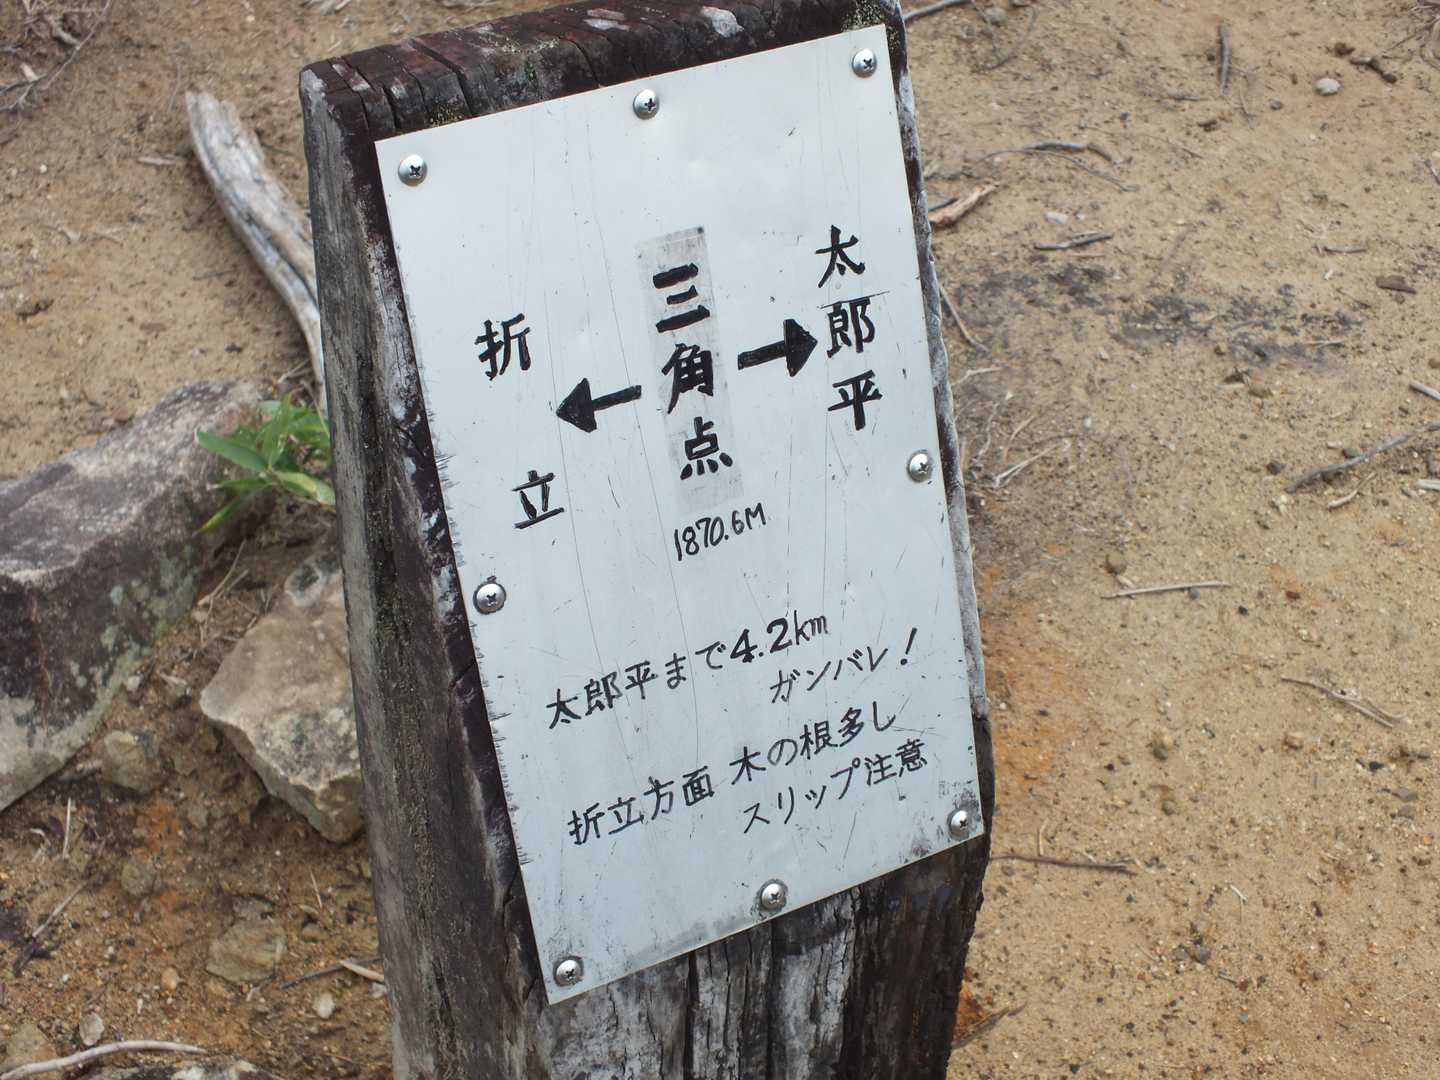 太郎平
三角点
折立
1870.6M
太郎平まで4.2km
ガンバレ!
折立方面 木の根多し
スリップ注意